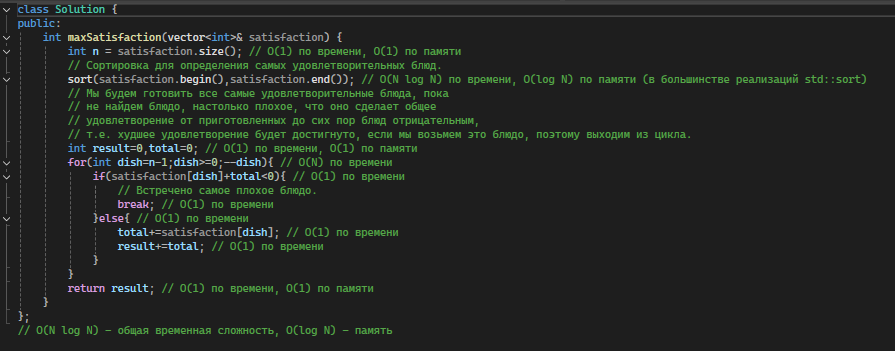 class Solution {
public:
    int maxSatisfaction(vector<int>& satisfaction) {
        int n = satisfaction.size(); // O(1) по времени, O(1) по памяти
        // Сортировка для определения самых удовлетворительных блюд.
        sort(satisfaction.begin(),satisfaction.end()); // O(N log N) по времени, O(log N) по памяти (в большинстве реализаций std::sort)
        // Мы будем готовить все самые удовлетворительные блюда, пока
        // не найдем блюдо, настолько плохое, что оно сделает общее
        // удовлетворение от приготовленных до сих пор блюд отрицательным,
        // т.е. худшее удовлетворение будет достигнуто, если мы возьмем это блюдо, поэтому выходим из цикла.
        int result=0,total=0; // O(1) по времени, O(1) по памяти
        for(int dish=n-1;dish>=0;--dish){ // O(N) по времени
            if(satisfaction[dish]+total<0){ // O(1) по времени
                // Встречено самое плохое блюдо.
                break; // O(1) по времени
            }else{ // O(1) по времени
                total+=satisfaction[dish]; // O(1) по времени
                result+=total; // O(1) по времени
            }
        }
        return result; // O(1) по времени, O(1) по памяти
    }
};
// O(N log N) - общая временная сложность, O(log N) - память